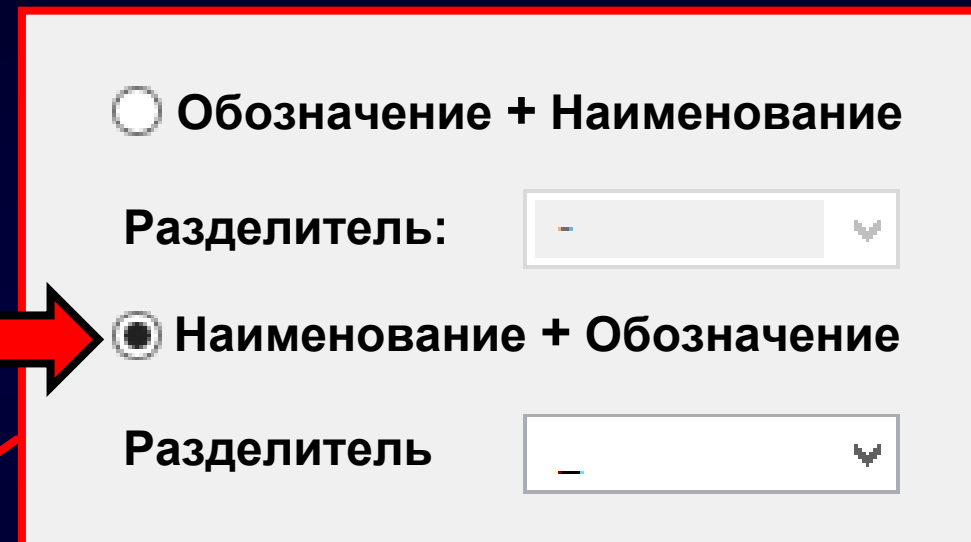 Обозначение + Наименование
Разделитель: -
Наименование + Обозначение
Разделитель _